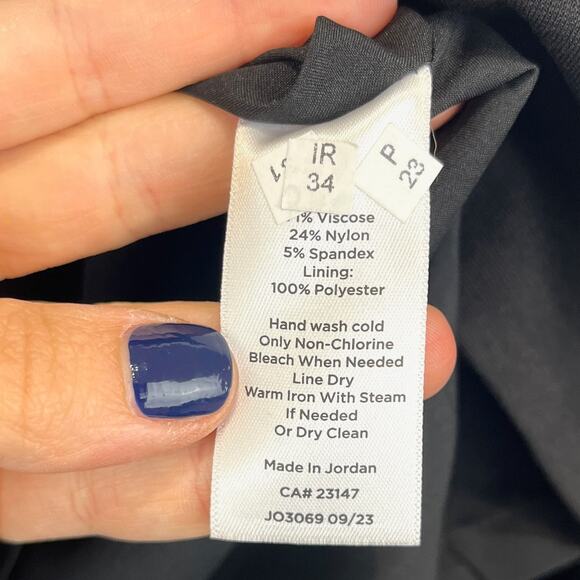 IR
34
P
23
1% Viscose
24% Nylon
5% Spandex
Lining:
100% Polyester
Hand wash cold
Only Non-Chlorine
Bleach When Needed
Line Dry
Warm Iron With Steam
If Needed
Or Dry Clean
Made In Jordan
CA# 23147
JO3069 09/23